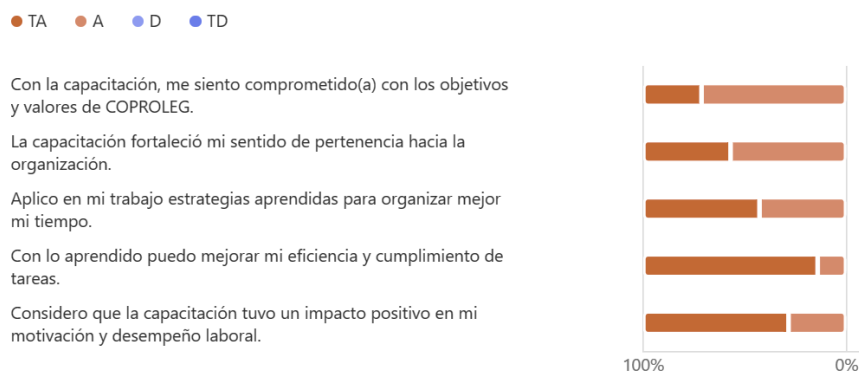 TA A D TD
Con la capacitación, me siento comprometido(a) con los objetivos
y valores de COPROLEG.
La capacitación fortaleció mi sentido de pertenencia hacia la
organización.
Aplico en mi trabajo estrategias aprendidas para organizar mejor
mi tiempo.
Con lo aprendido puedo mejorar mi eficiencia y cumplimiento de
tareas.
Considero que la capacitación tuvo un impacto positivo en mi
motivación y desempeño laboral.
100% 0%